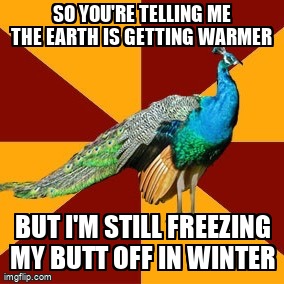 SO YOU'RE TELLING ME
THE EARTH IS GETTING WARMER
BUT I'M STILL FREEZING
MY BUTT OFF IN WINTER
imgflip.com